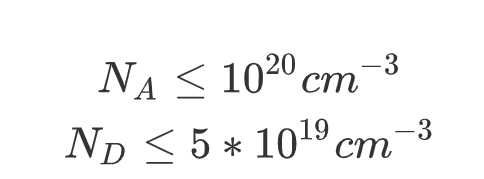 N_A ≤ 10^{20} cm^{-3}
N_D ≤ 5 * 10^{19} cm^{-3}